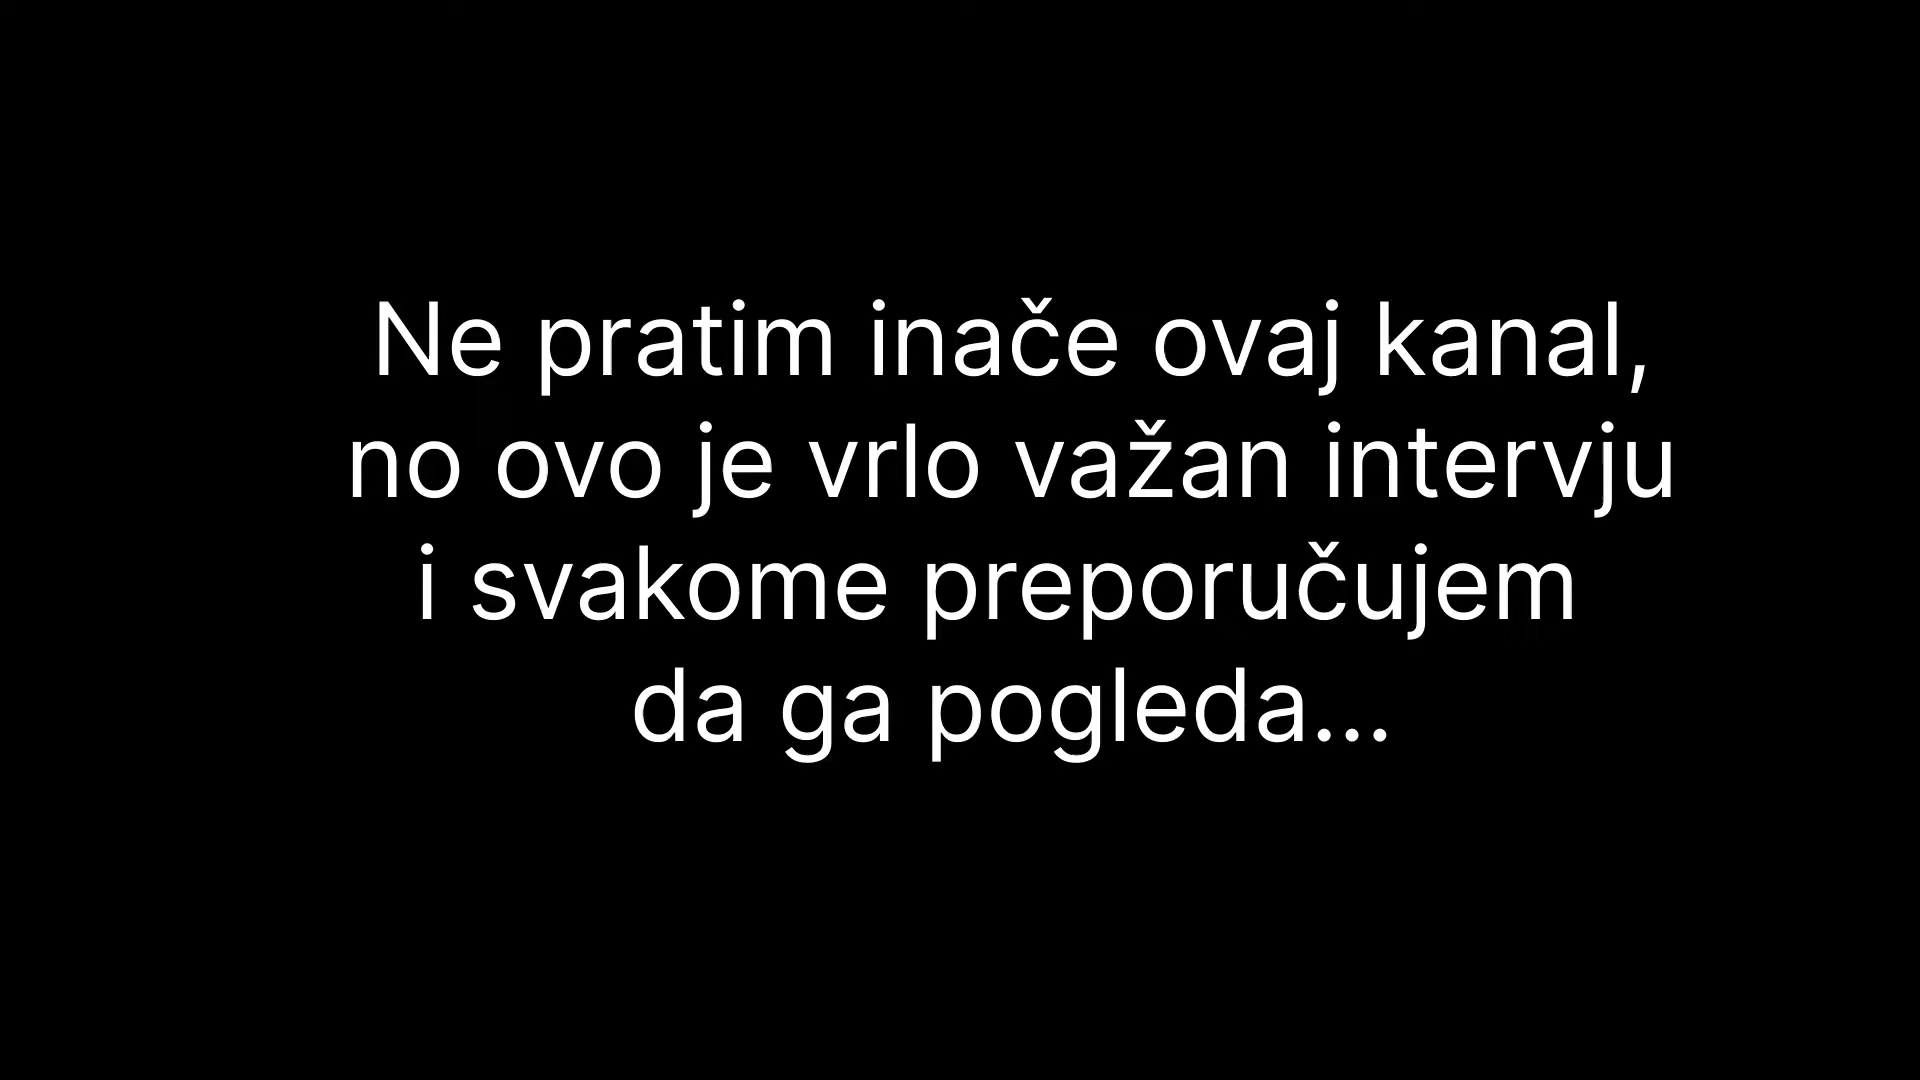 Ne pratim inače ovaj kanal,
no ovo je vrlo važan intervju
i svakome preporučujem
da ga pogleda...